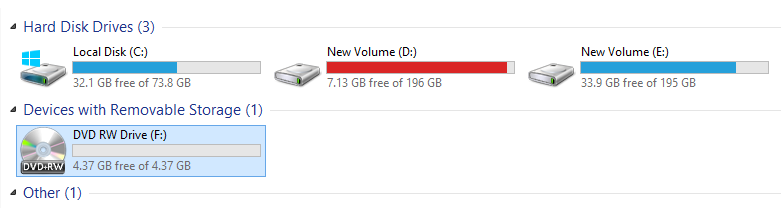 Hard Disk Drives (3)
Local Disk (C:)
32.1 GB free of 73.8 GB
New Volume (D:)
7.13 GB free of 196 GB
New Volume (E:)
33.9 GB free of 195 GB
Devices with Removable Storage (1)
DVD RW Drive (F:)
DVD+RW
4.37 GB free of 4.37 GB
Other (1)